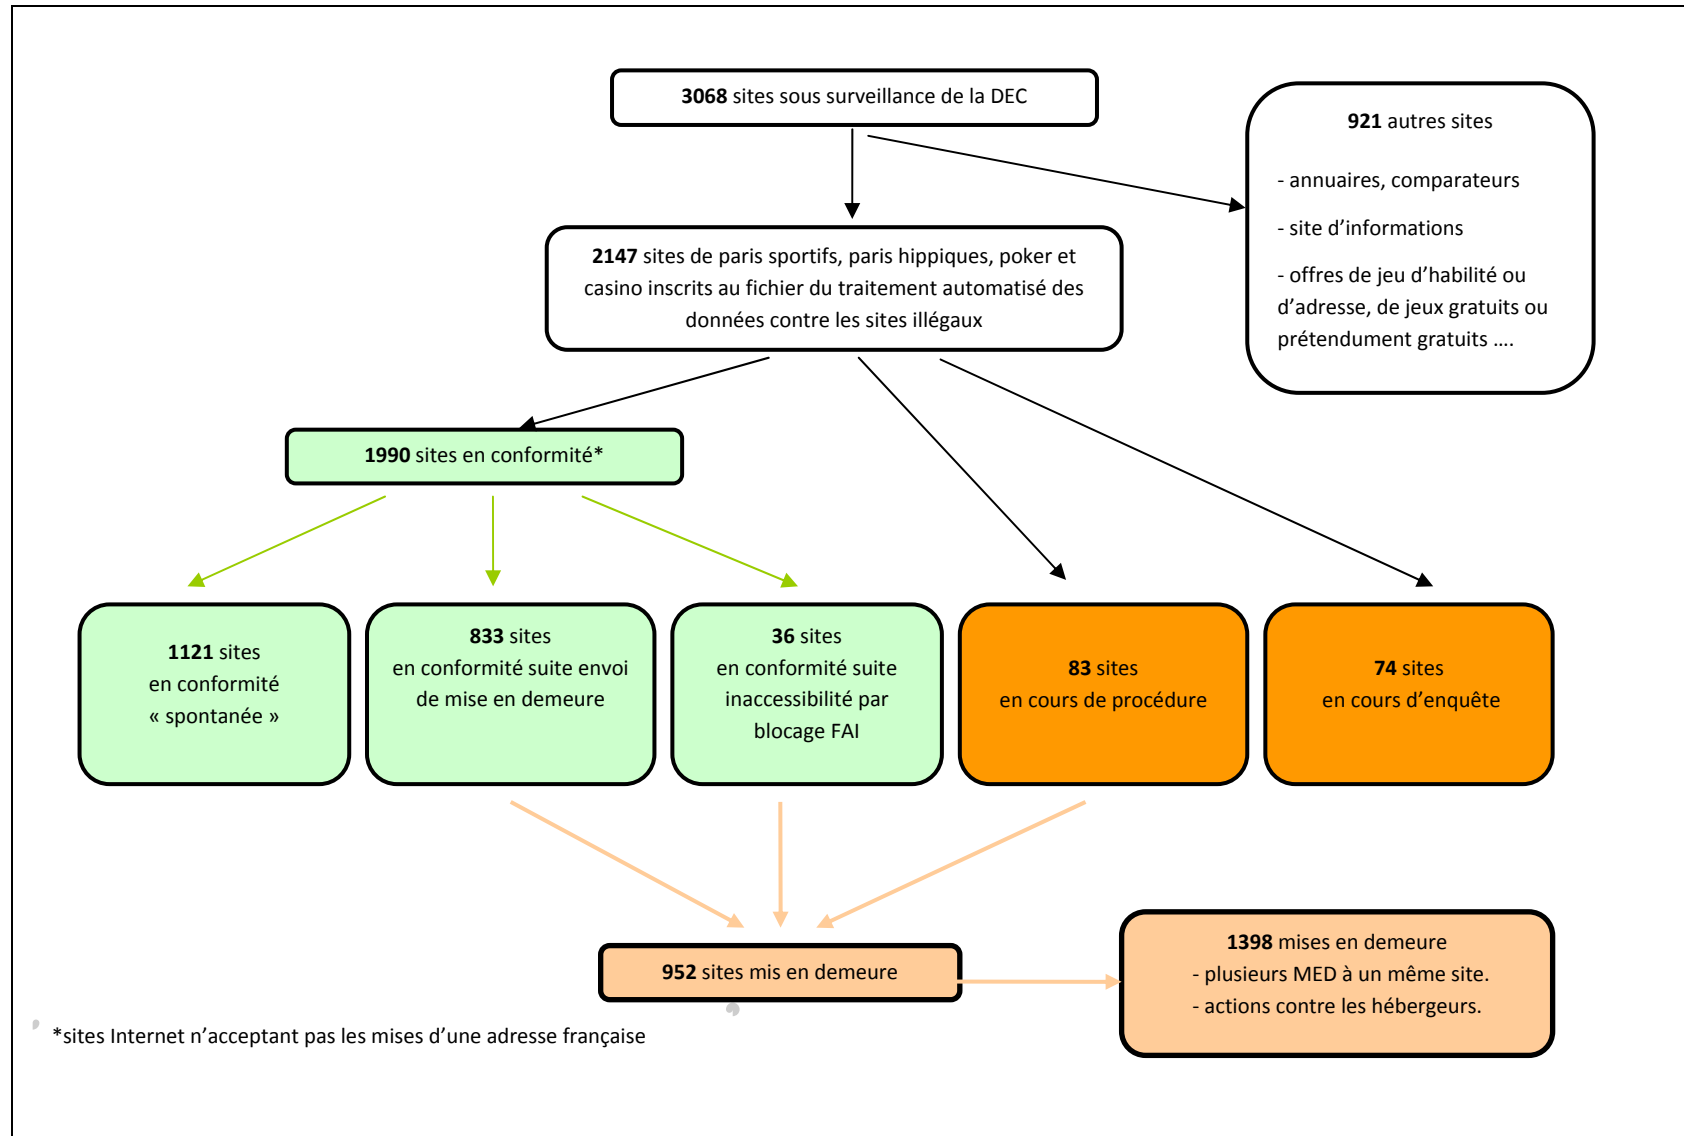 3068 sites sous surveillance de la DEC
921 autres sites
- annuaires, comparateurs
- site d’informations
- offres de jeu d’habilité ou
d’adresse, de jeux gratuits ou
prétendument gratuits ….
2147 sites de paris sportifs, paris hippiques, poker et
casino inscrits au fichier du traitement automatisé des
données contre les sites illégaux
1990 sites en conformité*
1121 sites
en conformité
« spontanée »
833 sites
en conformité suite envoi
de mise en demeure
36 sites
en conformité suite
inaccessibilité par
blocage FAI
83 sites
en cours de procédure
74 sites
en cours d’enquête
952 sites mis en demeure
1398 mises en demeure
- plusieurs MED à un même site.
- actions contre les hébergeurs.
*sites Internet n’acceptant pas les mises d’une adresse française